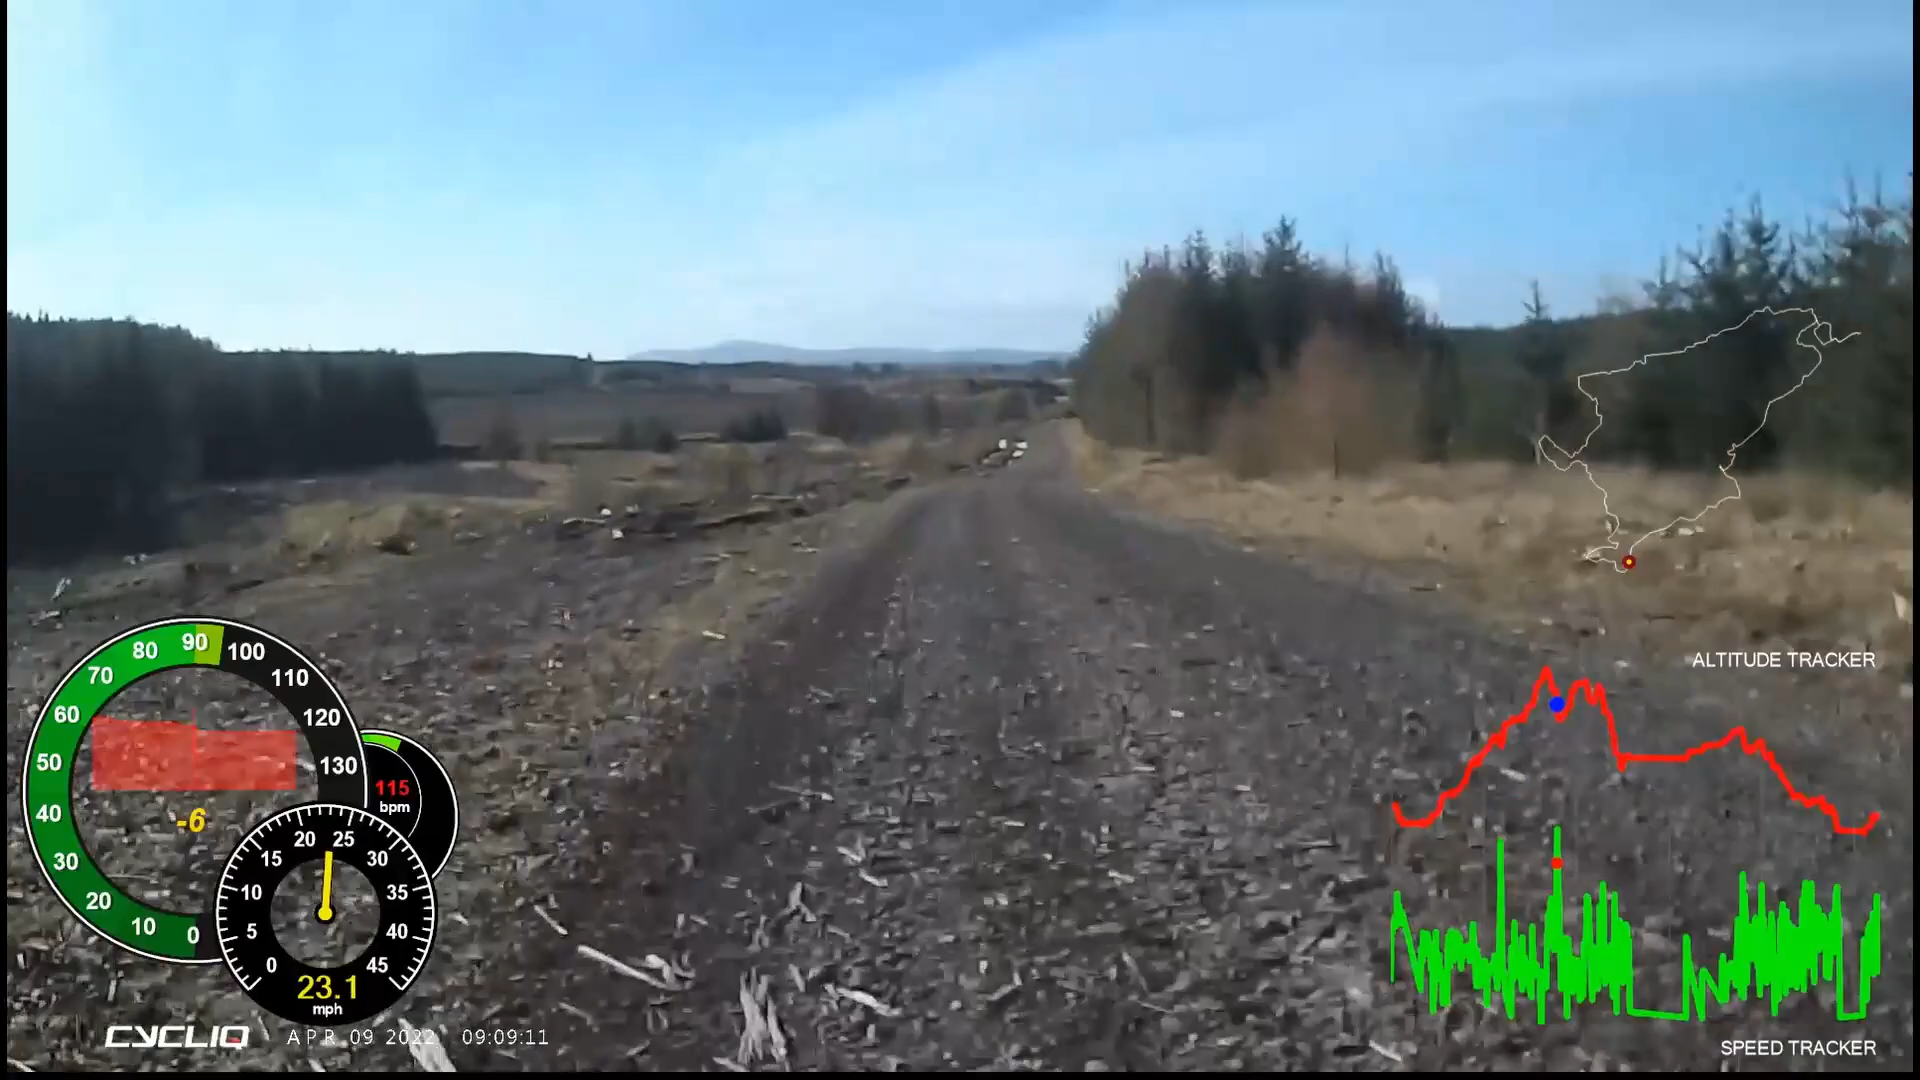 ALTITUDE TRACKER
0 10 20 30 40 50 60 70 80 90 100 110 120 130
-6
115
bpm
0 5 10 15 20 25 30 35 40 45
23.1
mph
CYCLIQ APR 09 2022 09:09:11
SPEED TRACKER